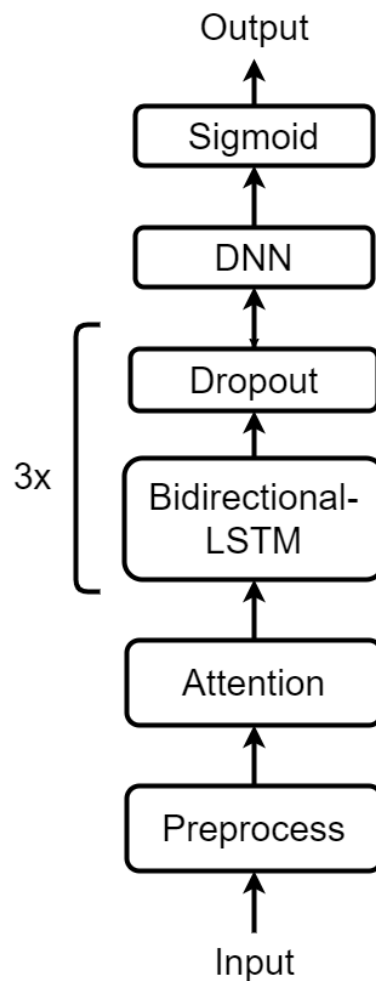 Output
Sigmoid
DNN
Dropout
3x
Bidirectional-
LSTM
Attention
Preprocess
Input